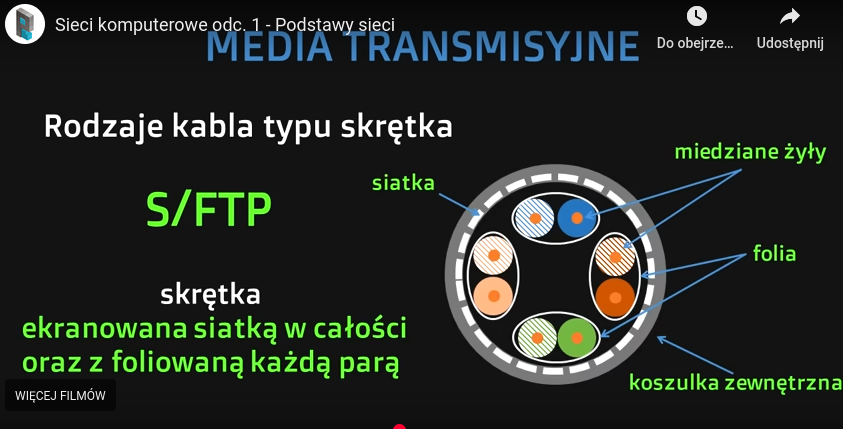 Sieci komputerowe odc. 1 - Podstawy sieci
Do obejrze...
Udostępnij
MEDIA TRANSMISYJNE
Rodzaje kabla typu skrętka
miedziane żyły
siatka
S/FTP
folia
skrętka
ekranowana siatką w całości
oraz z foliowaną każdą parą
koszulka zewnętrzna
WIĘCEJ FILMÓW